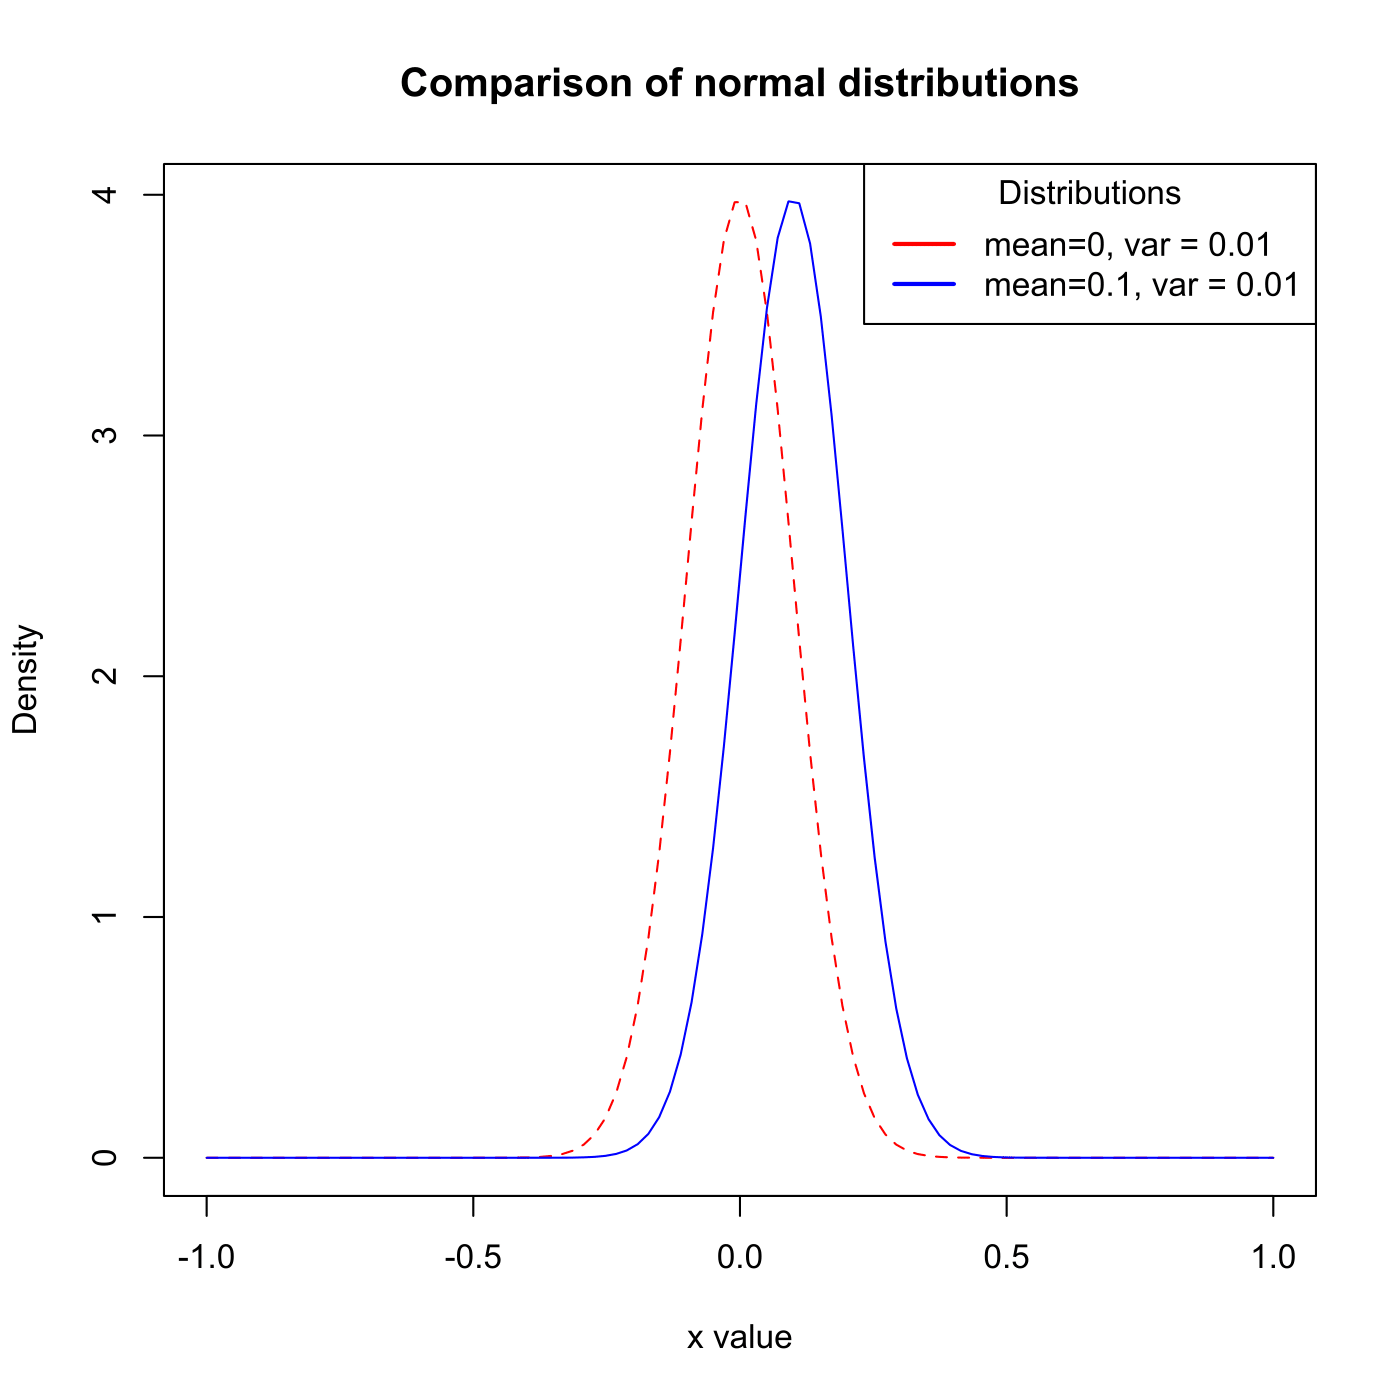 Comparison of normal distributions
Distributions
mean=0, var = 0.01
mean=0.1, var = 0.01
4
3
2
1
0
Density
-1.0 -0.5 0.0 0.5 1.0
x value